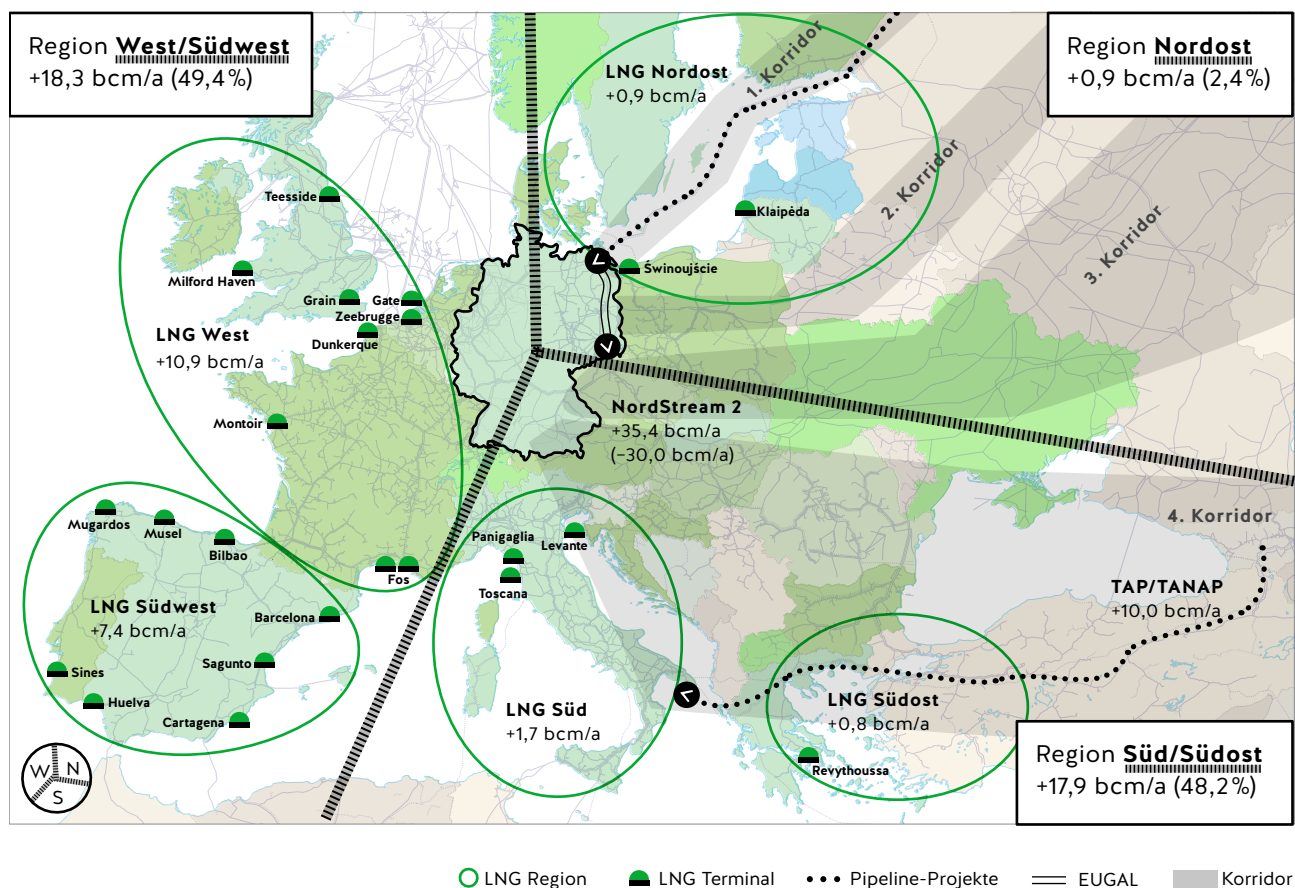 Region West/Südwest
+18,3 bcm/a (49,4%)
Region Nordost
+0,9 bcm/a (2,4%)
LNG Nordost
+0,9 bcm/a
1. Korridor
2. Korridor
3. Korridor
Teesside
Klaipėda
Milford Haven
Świnoujście
Grain
Gate
Zeebrugge
Dunkerque
LNG West
+10,9 bcm/a
Montoir
NordStream 2
+35,4 bcm/a
(−30,0 bcm/a)
Mugardos
Musel
Bilbao
4. Korridor
Panigaglia
Levante
Fos
Toscana
TAP/TANAP
+10,0 bcm/a
LNG Südwest
+7,4 bcm/a
Barcelona
Sagunto
Sines
Huelva
Cartagena
LNG Süd
+1,7 bcm/a
LNG Südost
+0,8 bcm/a
Revythoussa
Region Süd/Südost
+17,9 bcm/a (48,2%)
W N
S
LNG Region
LNG Terminal
Pipeline-Projekte
EUGAL
Korridor